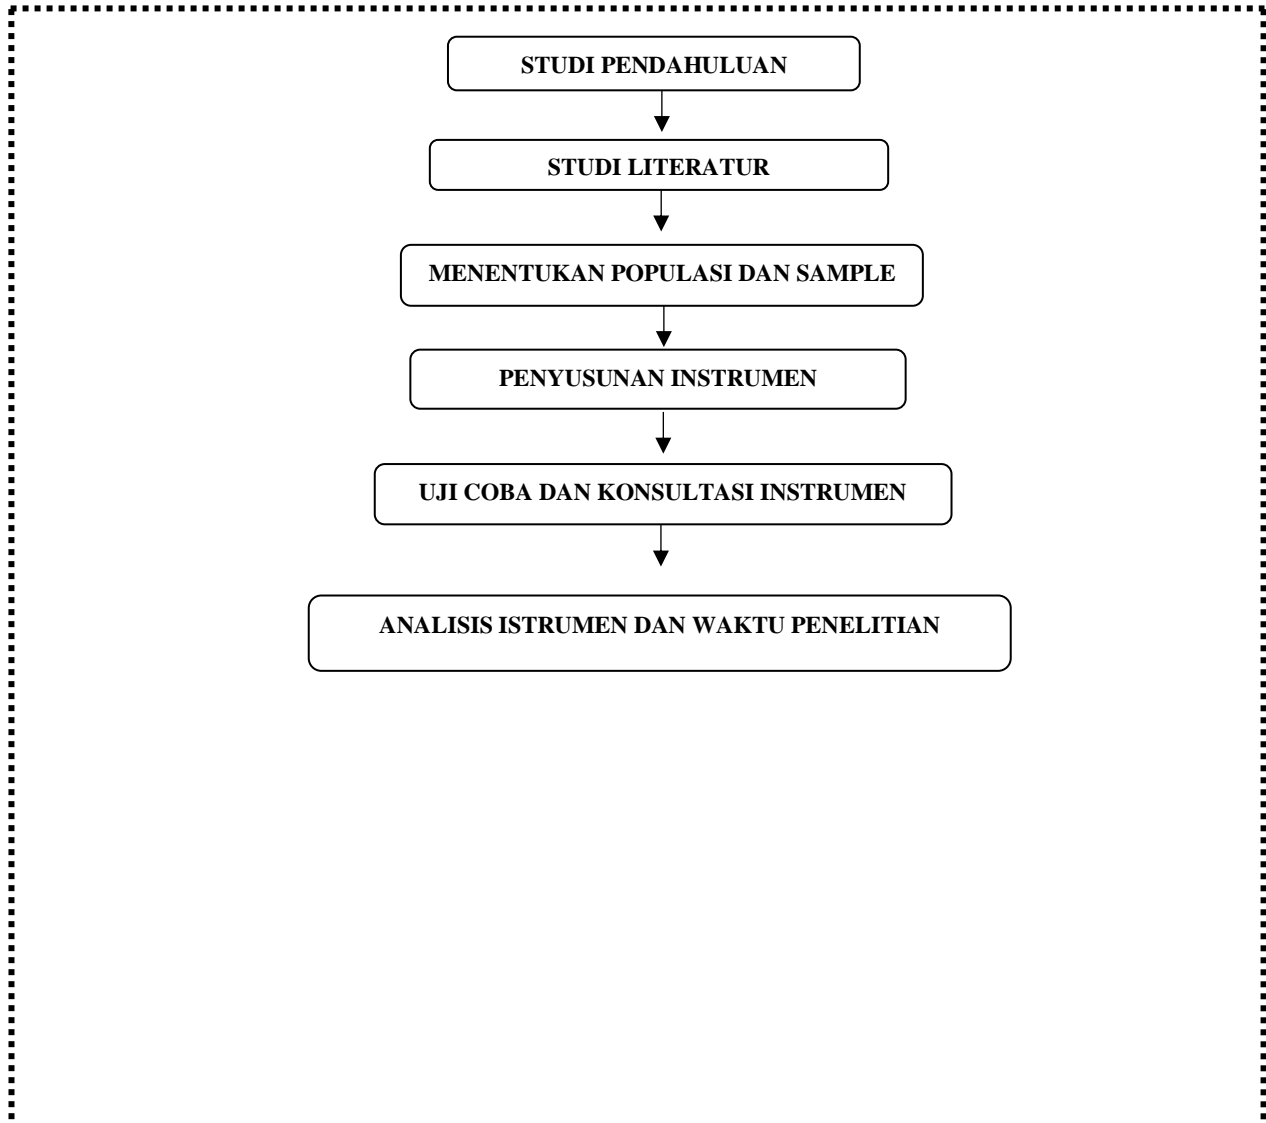 STUDI PENDAHULUAN
STUDI LITERATUR
MENENTUKAN POPULASI DAN SAMPLE
PENYUSUNAN INSTRUMEN
UJI COBA DAN KONSULTASI INSTRUMEN
ANALISIS ISTRUMEN DAN WAKTU PENELITIAN